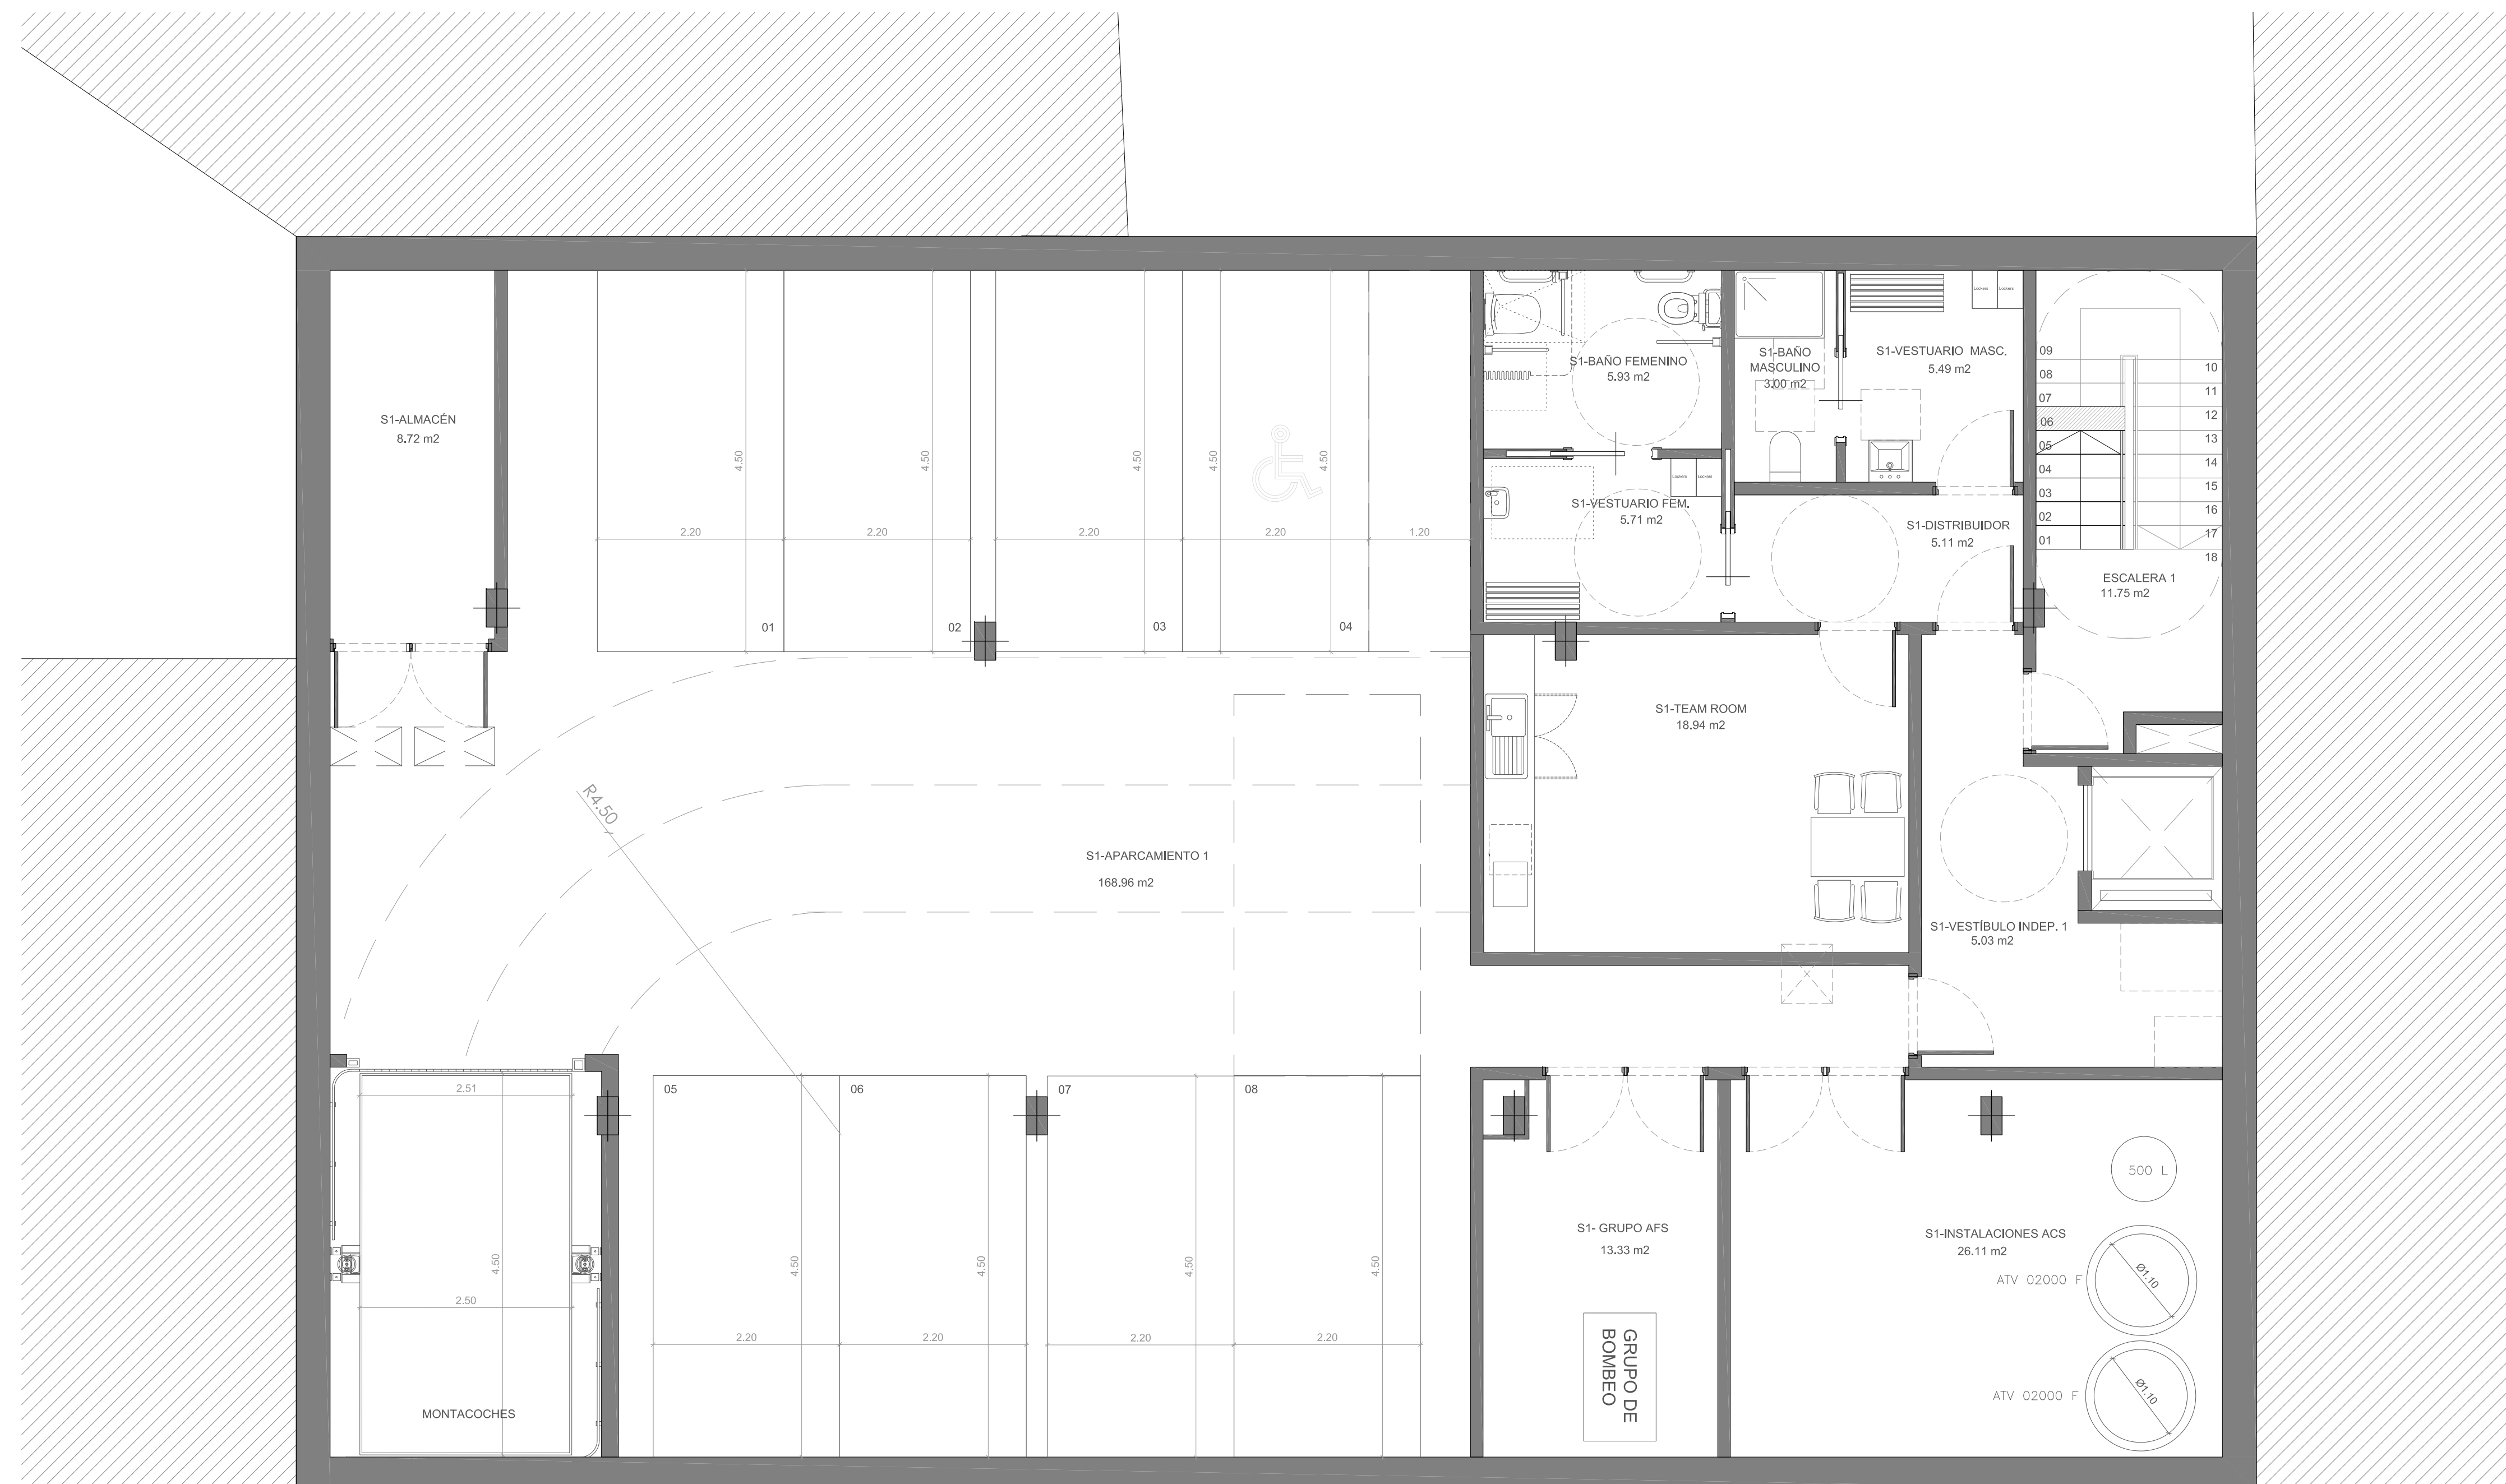 S1-ALMACÉN
8.72 m2
4.50
4.50
4.50
4.50
4.50
2.20
2.20
2.20
2.20
1.20
01
02
03
04
S1-BAÑO FEMENINO
5.93 m2
S1-BAÑO
MASCULINO
3.00 m2
S1-VESTUARIO MASC.
5.49 m2
Lockers
Lockers
Lockers
Lockers
S1-VESTUARIO FEM.
5.71 m2
S1-DISTRIBUIDOR
5.11 m2
09
08
07
06
05
04
03
02
01
10
11
12
13
14
15
16
17
18
ESCALERA 1
11.75 m2
S1-TEAM ROOM
18.94 m2
R4.50
S1-APARCAMIENTO 1
168.96 m2
S1-VESTÍBULO INDEP. 1
5.03 m2
2.51
4.50
2.50
MONTACOCHES
05
06
07
08
4.50
4.50
4.50
4.50
2.20
2.20
2.20
2.20
S1- GRUPO AFS
13.33 m2
GRUPO DE
BOMBEO
S1-INSTALACIONES ACS
26.11 m2
500 L
ATV 02000 F
Ø1.10
ATV 02000 F
Ø1.10